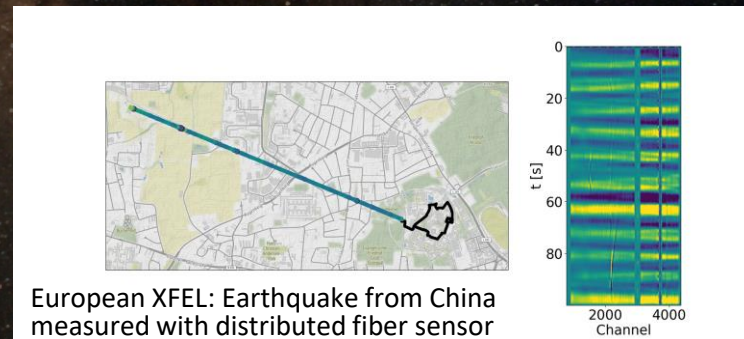 0
20
40
60
80
t [s]
2000 4000
Channel
European XFEL: Earthquake from China
measured with distributed fiber sensor